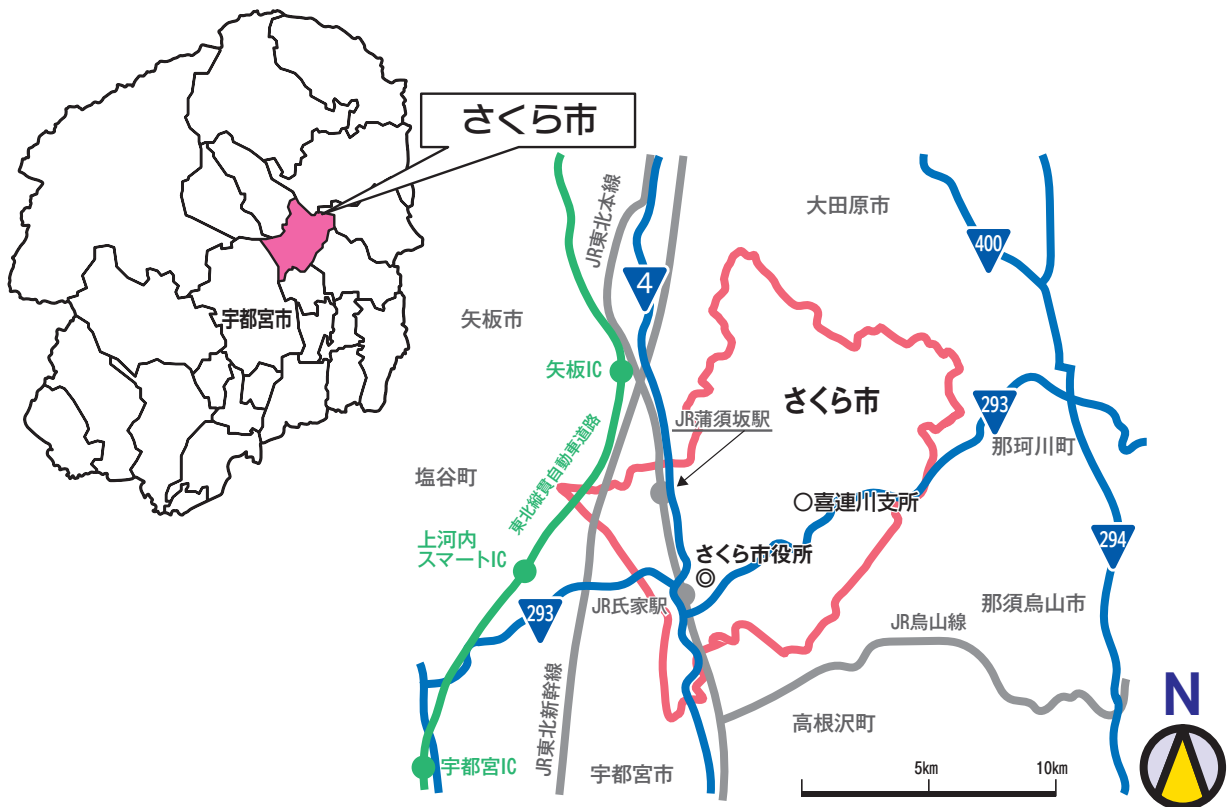 さくら市
宇都宮市
JR東北本線
大田原市
400
4
矢板市
矢板IC
さくら市
293
JR蒲須坂駅
那珂川町
東北縦貫自動車道路
塩谷町
喜連川支所
上河内
スマートIC
さくら市役所
294
293
JR氏家駅
那須烏山市
JR烏山線
JR東北新幹線
高根沢町
宇都宮IC
宇都宮市
5km
10km
N